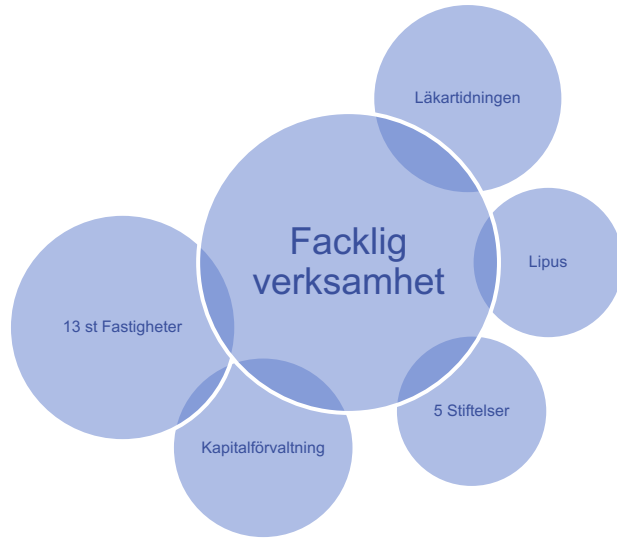 Läkartidningen
Facklig
verksamhet
Lipus
13 st Fastigheter
5 Stiftelser
Kapitalförvaltning